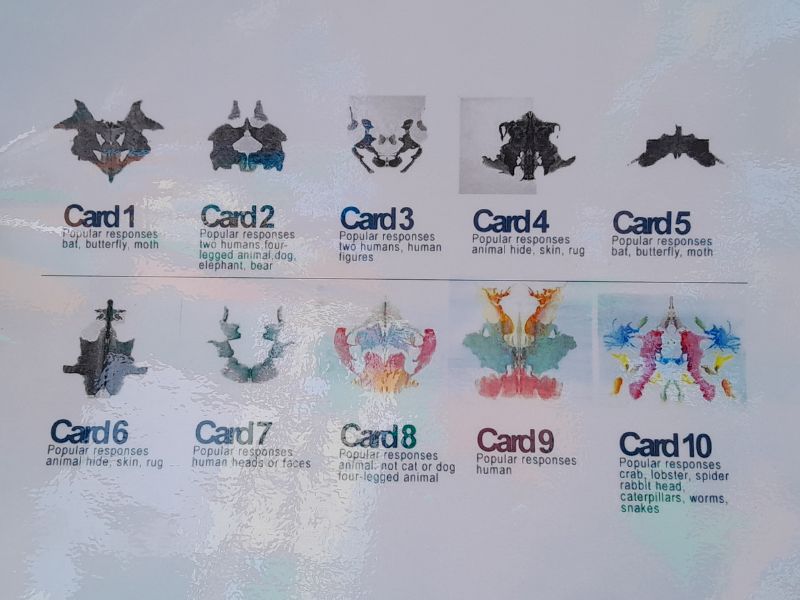 Card 1
Popular responses
bat, butterfly, moth
Card 2
Popular responses
two humans,four-
legged animal,dog,
elephant, bear
Card 3
Popular responses
two humans, human
figures
Card 4
Popular responses
animal hide, skin, rug
Card 5
Popular responses
bat, butterfly, moth
Card 6
Popular responses
animal hide, skin, rug
Card 7
Popular responses
human heads or faces
Card 8
Popular responses
animal: not cat or dog
four-legged animal
Card 9
Popular responses
human
Card 10
Popular responses
crab, lobster, spider
rabbit head,
caterpillars, worms,
snakes